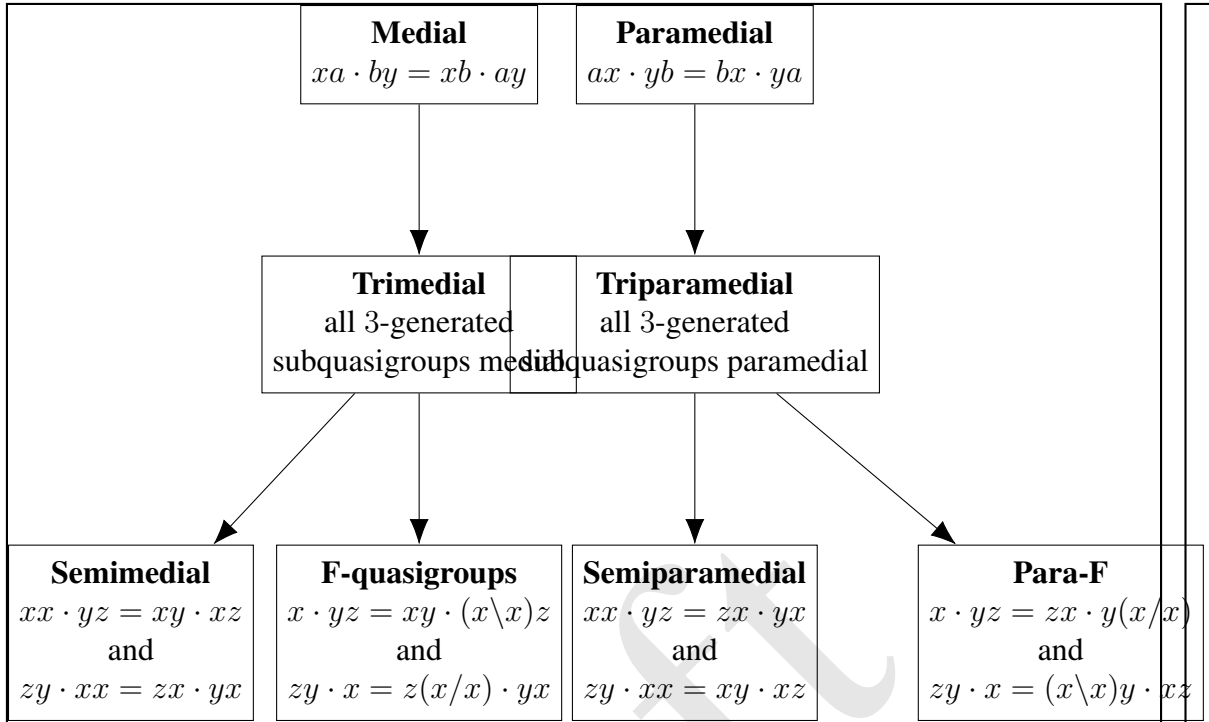 Medial
xa · by = xb · ay
Paramedial
ax · yb = bx · ya
Trimedial
all 3-generated
subquasigroups medial
Triparamedial
all 3-generated
subquasigroups paramedial
Semimedial
xx · yz = xy · xz
and
zy · xx = zx · yx
F-quasigroups
x · yz = xy · (x\x)z
and
zy · x = z(x/x) · yx
Semiparamedial
xx · yz = zx · yx
and
zy · xx = xy · xz
Para-F
x · yz = zx · y(x/x)
and
zy · x = (x\x)y · xz